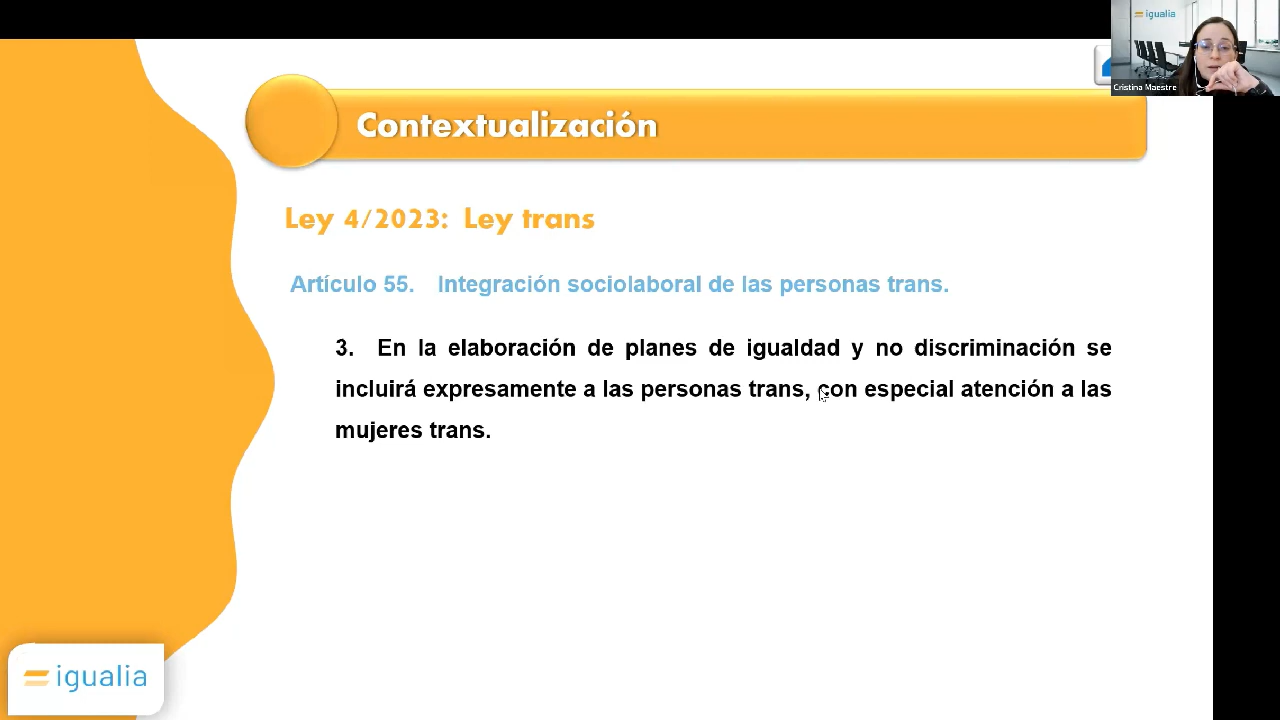 igualia
Cristina Maestre
Contextualización
Ley 4/2023: Ley trans
Artículo 55. Integración sociolaboral de las personas trans.
3. En la elaboración de planes de igualdad y no discriminación se
incluirá expresamente a las personas trans, con especial atención a las
mujeres trans.
igualia